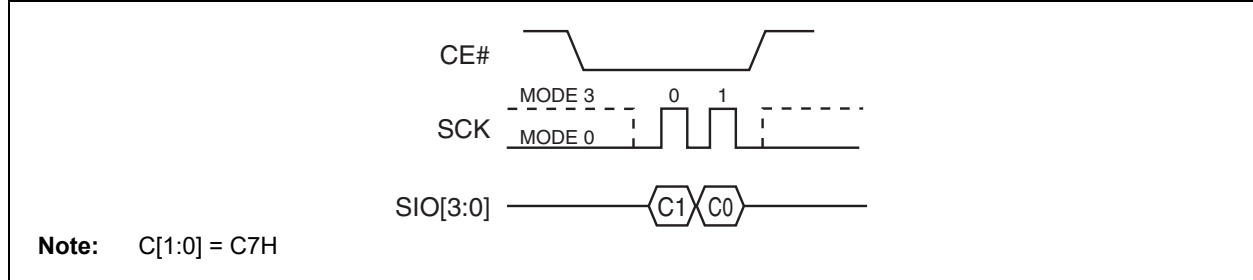 CE#
MODE 3 0 1
SCK
MODE 0
SIO[3:0] C1 C0
Note: C[1:0] = C7H